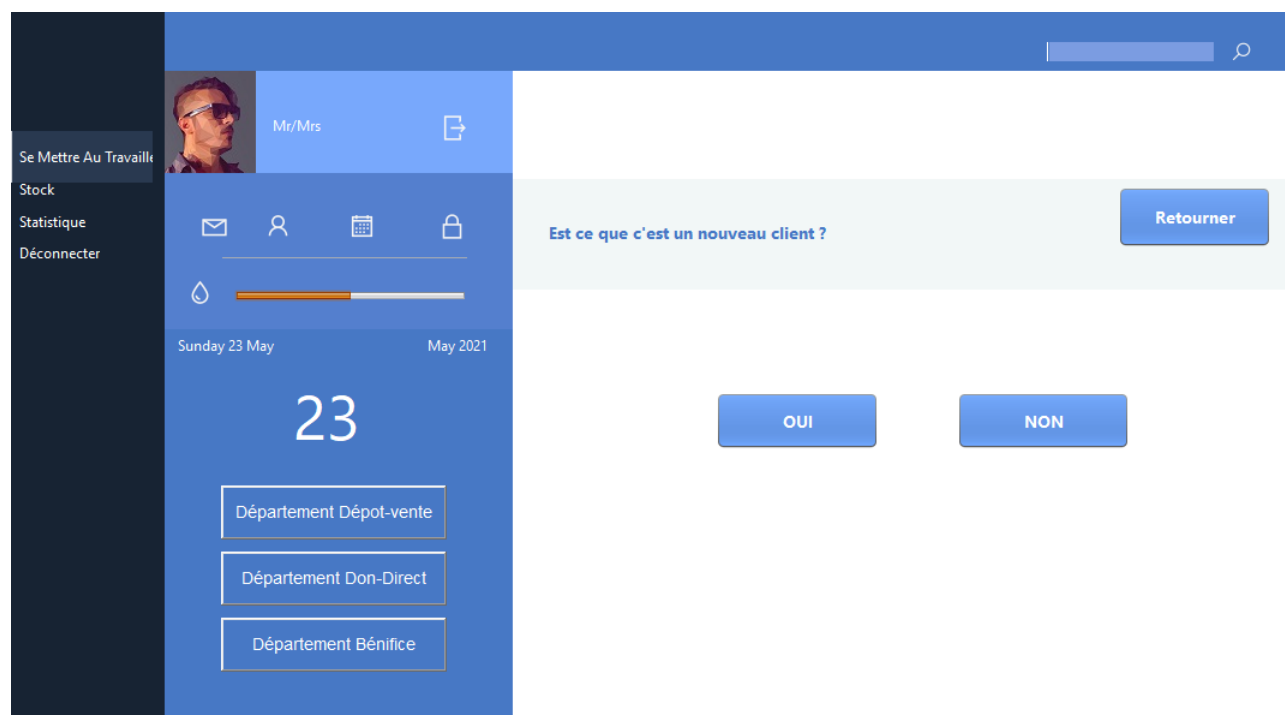 Se Mettre Au Travaille
Stock
Statistique
Déconnecter
Mr/Mrs
Sunday 23 May
May 2021
23
Département Dépot-vente
Département Don-Direct
Département Bénifice
Est ce que c'est un nouveau client ?
Retourner
OUI
NON